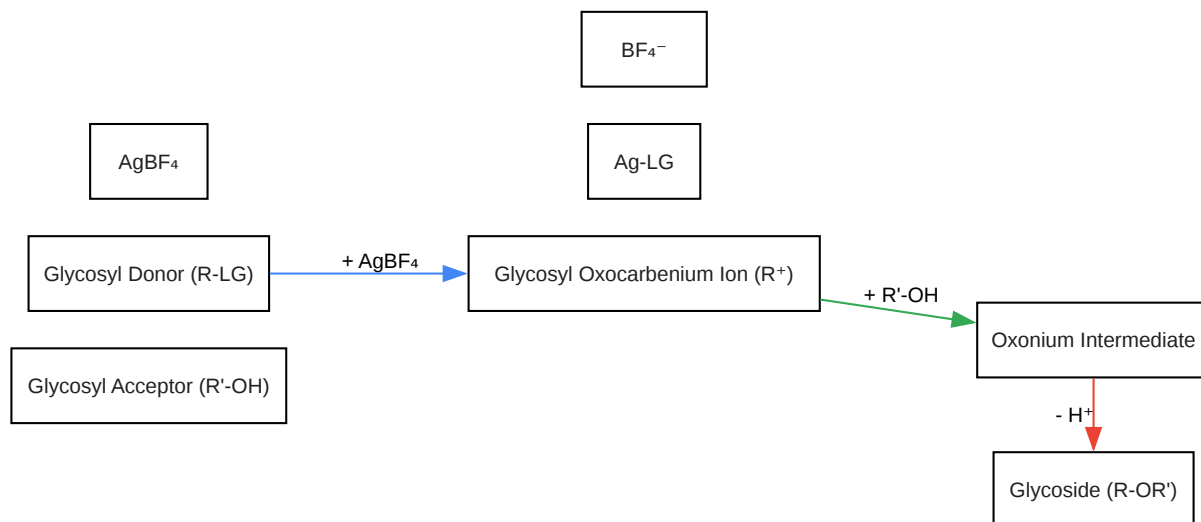 BF₄⁻
AgBF₄
Ag-LG
Glycosyl Donor (R-LG)
+ AgBF₄
Glycosyl Oxocarbenium Ion (R⁺)
+ R'-OH
Oxonium Intermediate
Glycosyl Acceptor (R'-OH)
- H⁺
Glycoside (R-OR')